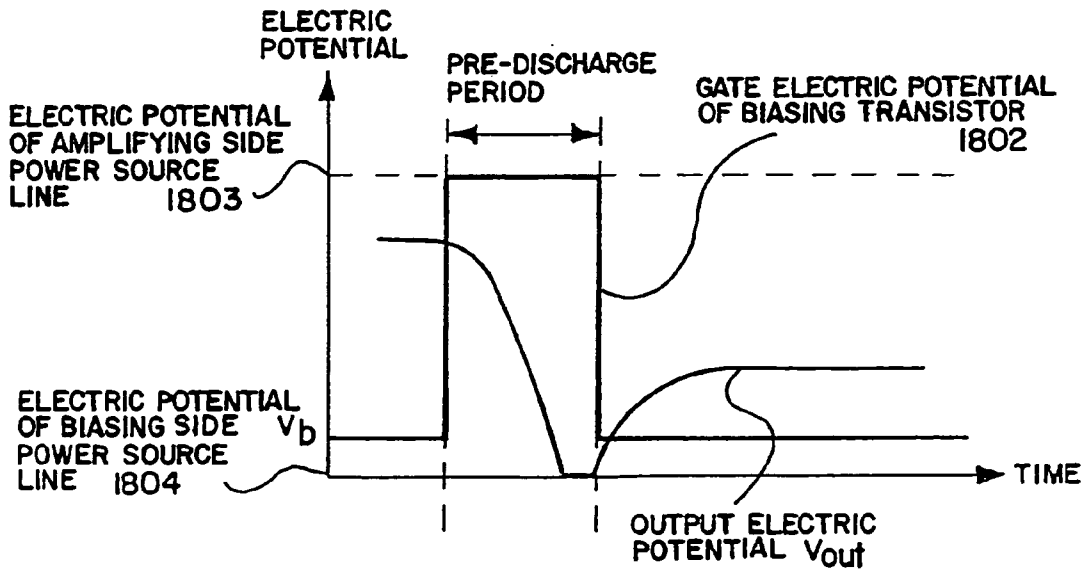 ELECTRIC
POTENTIAL
PRE-DISCHARGE
PERIOD
GATE ELECTRIC POTENTIAL
OF BIASING TRANSISTOR
1802
ELECTRIC POTENTIAL
OF AMPLIFYING SIDE
POWER SOURCE
LINE 1803
ELECTRIC POTENTIAL
OF BIASING SIDE Vb
POWER SOURCE
LINE 1804
TIME
OUTPUT ELECTRIC
POTENTIAL Vout